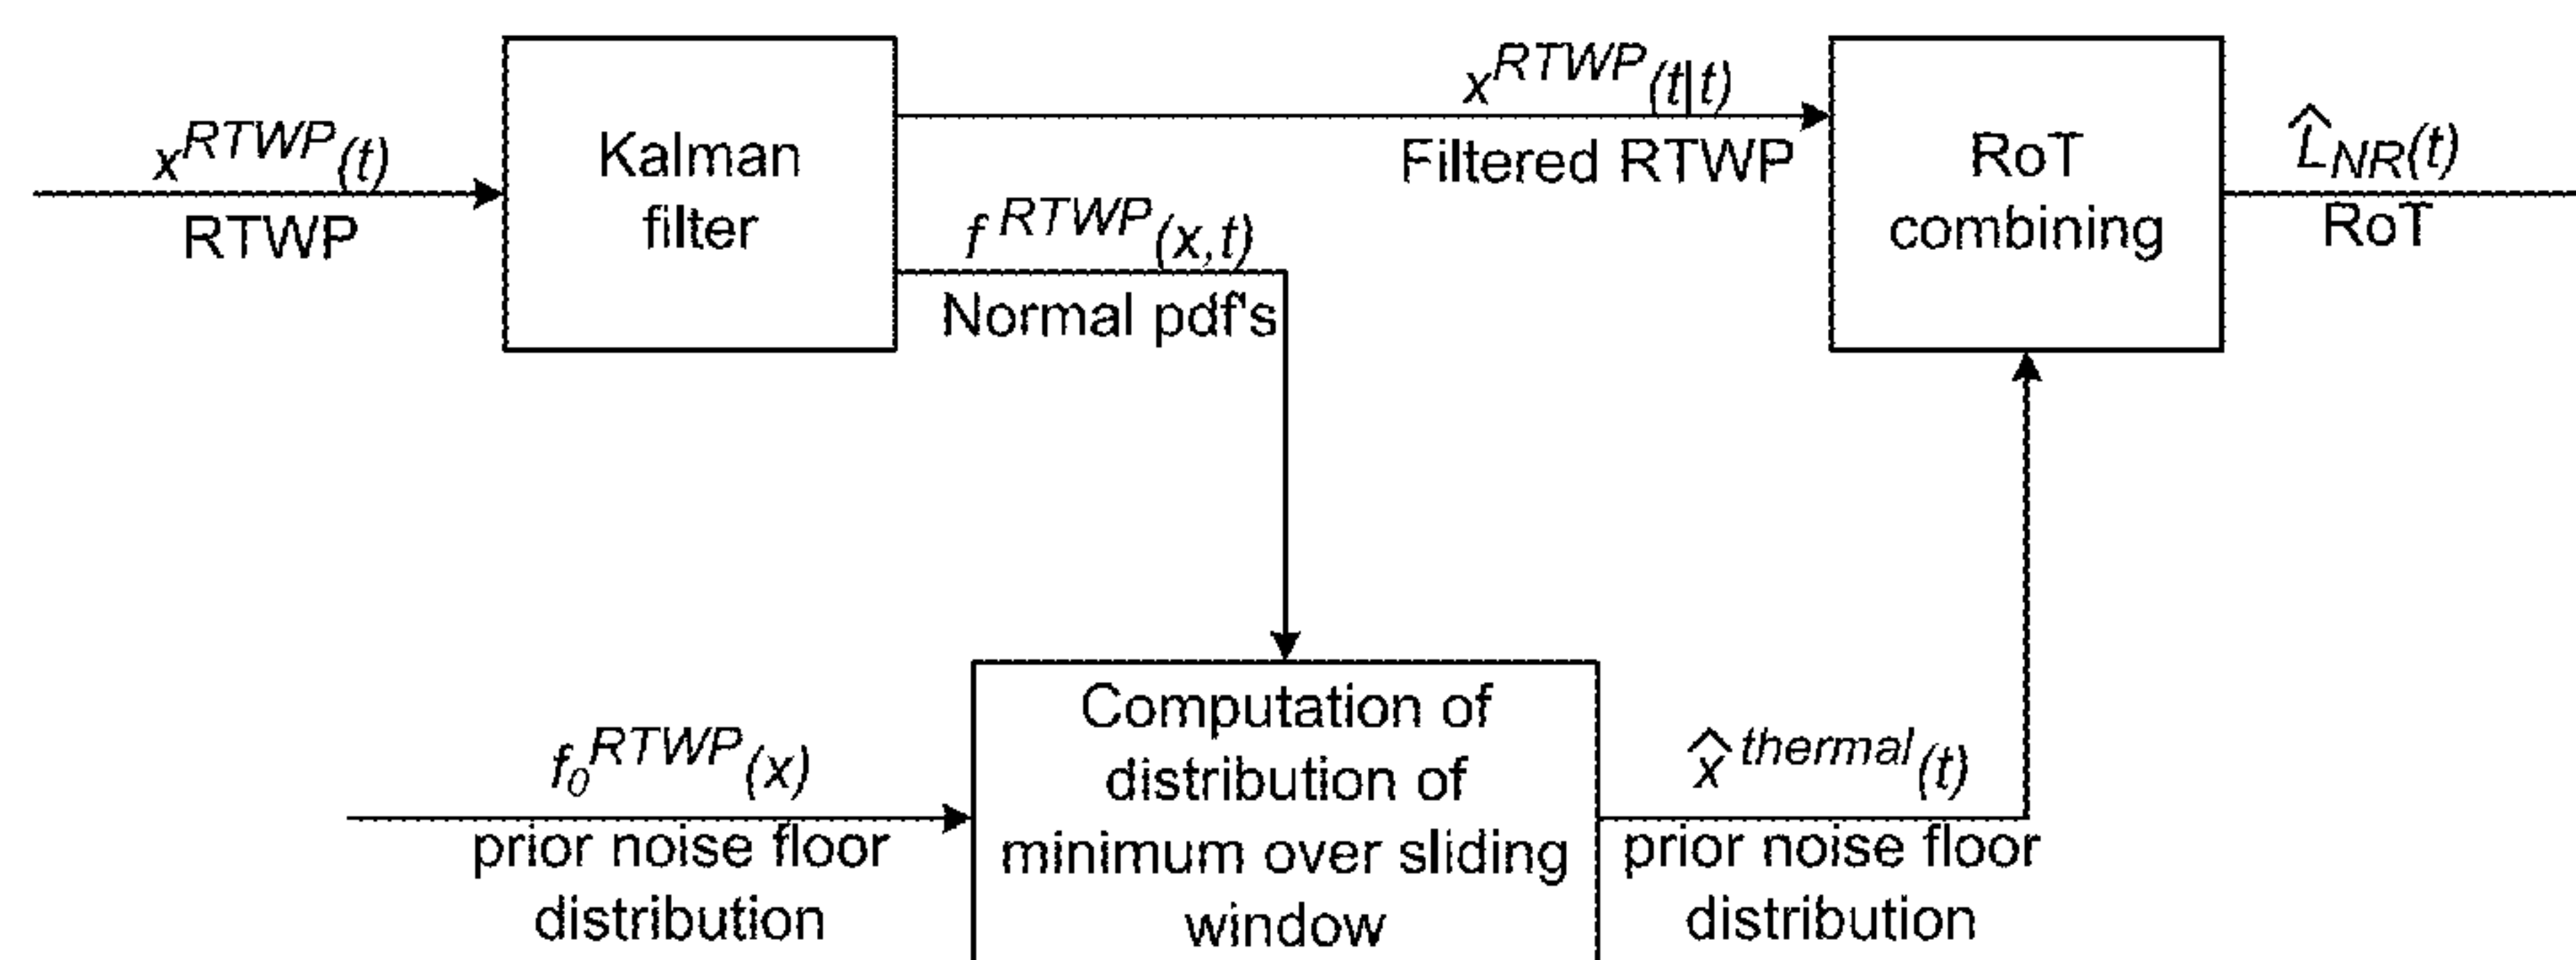 x^RTWP(t)
RTWP
Kalman
filter
x^RTWP(t|t)
Filtered RTWP
f^RTWP(x,t)
Normal pdf's
RoT
combining
L̂_NR(t)
RoT
f_0^RTWP(x)
prior noise floor
distribution
Computation of
distribution of
minimum over sliding
window
x̂^thermal(t)
prior noise floor
distribution